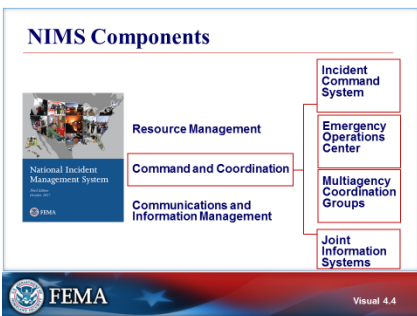 NIMS Components
National Incident
Management System
Third Edition
October 2017
FEMA
Resource Management
Command and Coordination
Communications and
Information Management
Incident
Command
System
Emergency
Operations
Center
Multiagency
Coordination
Groups
Joint
Information
Systems
FEMA
Visual 4.4